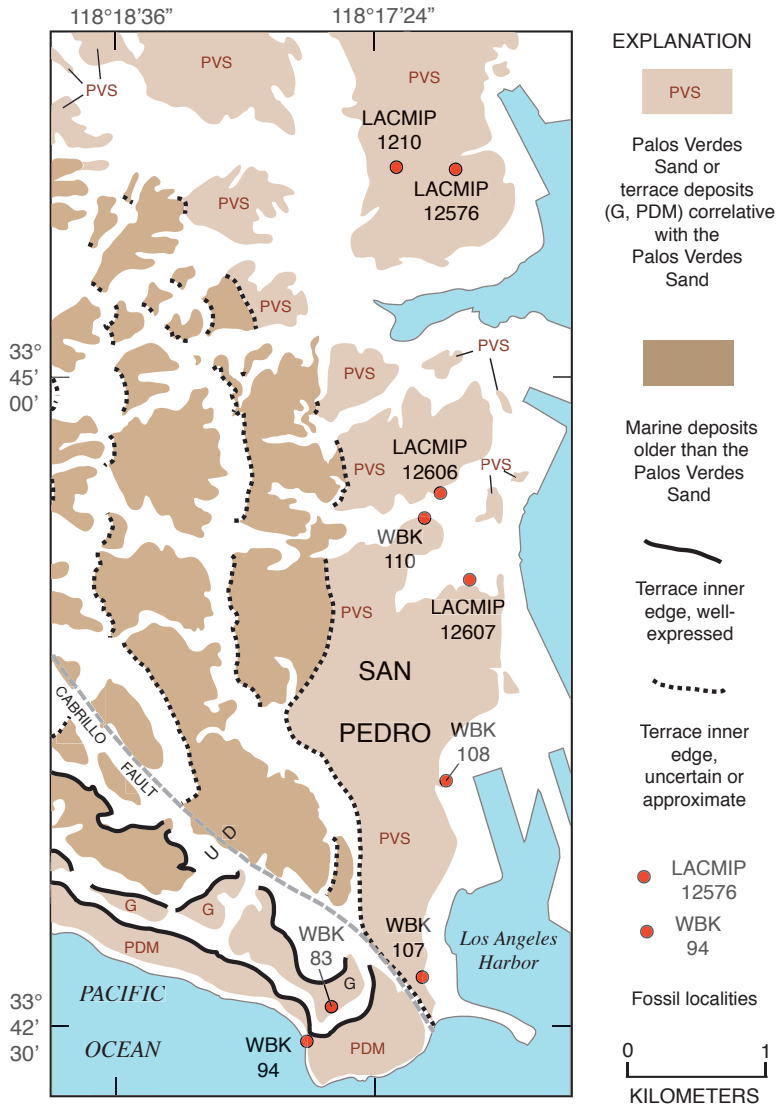 118°18’36”
118°17’24”
PVS
PVS
PVS
LACMIP
1210
LACMIP
12576
PVS
PVS
33°
45’
00’
PVS
PVS
LACMIP
12606
PVS
PVS
WBK
110
PVS
LACMIP
12607
SAN
PEDRO
WBK
108
CABRILLO
FAULT
U
D
PVS
G
G
WBK
83
WBK
107
G
PDM
Los Angeles
Harbor
PACIFIC
OCEAN
33°
42’
30’
WBK
94
PDM
EXPLANATION
PVS
Palos Verdes
Sand or
terrace deposits
(G, PDM) correlative
with the
Palos Verdes
Sand
Marine deposits
older than the
Palos Verdes
Sand
Terrace inner
edge, well-
expressed
Terrace inner
edge,
uncertain or
approximate
LACMIP
12576
WBK
94
Fossil localities
0 1
KILOMETERS